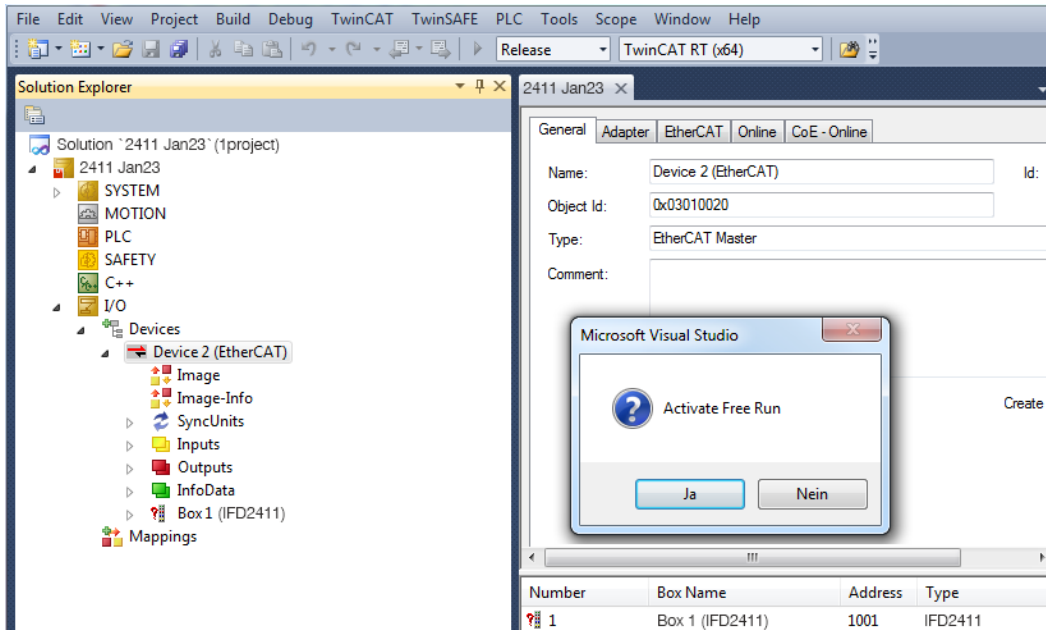 File Edit View Project Build Debug TwinCAT TwinSAFE PLC Tools Scope Window Help
Release TwinCAT RT (x64)
Solution Explorer
Solution `2411 Jan23`(1project)
2411 Jan23
SYSTEM
MOTION
PLC
SAFETY
C++
I/O
Devices
Device 2 (EtherCAT)
Image
Image-Info
SyncUnits
Inputs
Outputs
InfoData
Box1 (IFD2411)
Mappings
2411 Jan23
General Adapter EtherCAT Online CoE - Online
Name: Device 2 (EtherCAT) Id:
Object Id: 0x03010020
Type: EtherCAT Master
Comment:
Microsoft Visual Studio
Activate Free Run
Ja Nein
Create
Number Box Name Address Type
1 Box 1 (IFD2411) 1001 IFD2411